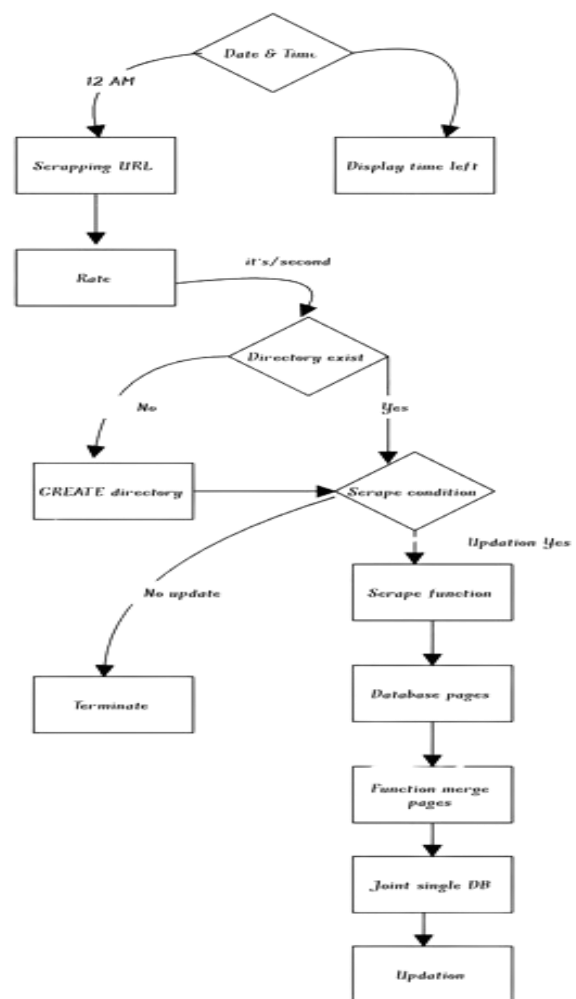 Date & Time
12 AM
Scrapping URL
Display time left
Rate
it's/second
Directory exist
No
Yes
CREATE directory
Scrape condition
Updation Yes
No update
Scrape function
Terminate
Database pages
Function merge
pages
Joint single DB
Updation